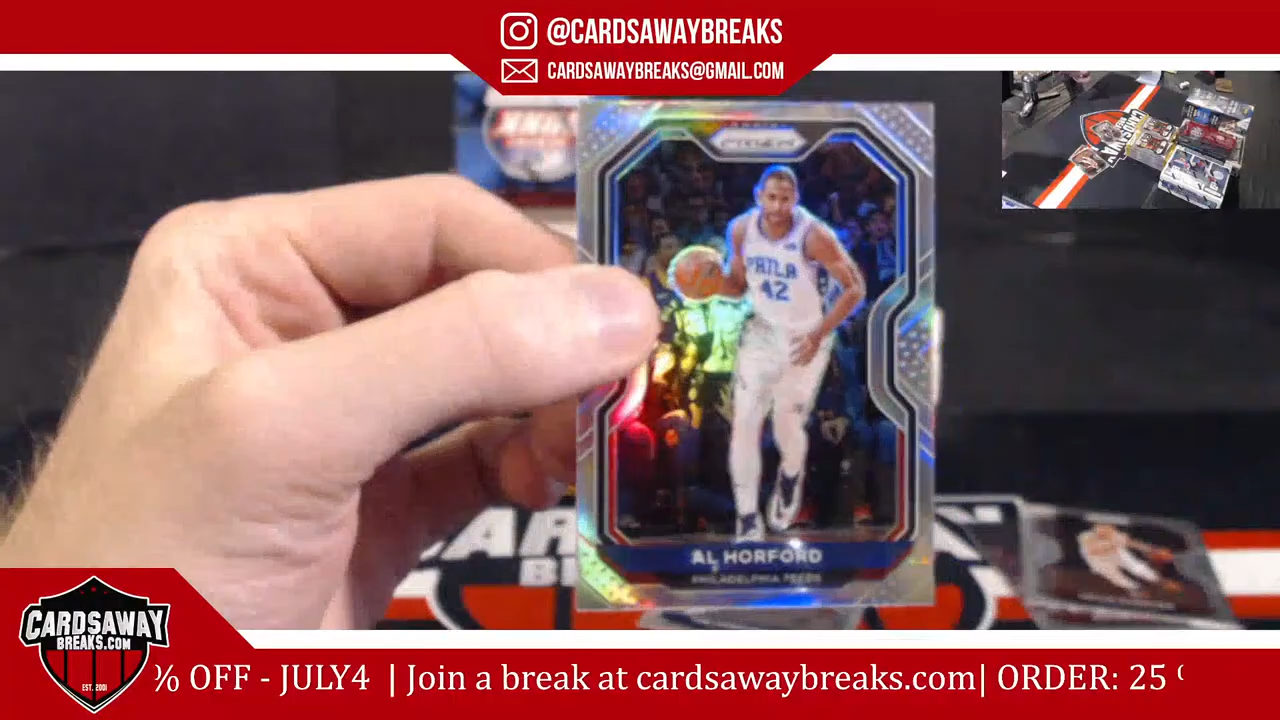 @CARDSAWAYBREAKS
CARDSAWAYBREAKS@GMAIL.COM
PRIZM
PHILA
42
AL HORFORD
PHILADELPHIA 76ERS
CARDSAWAY
BREAKS.COM
EST. 2001
% OFF - JULY4 | Join a break at cardsawaybreaks.com| ORDER: 25